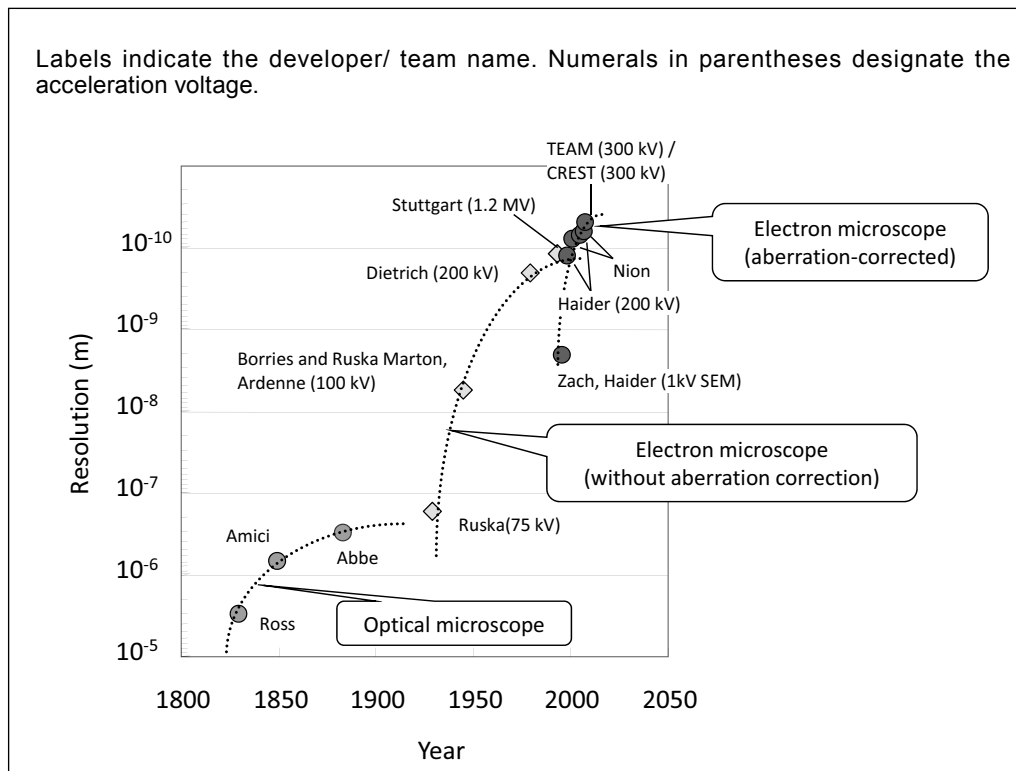 Labels indicate the developer/ team name. Numerals in parentheses designate the
acceleration voltage.
TEAM (300 kV) /
CREST (300 kV)
Stuttgart (1.2 MV)
Electron microscope
(aberration-corrected)
10-10
Dietrich (200 kV)
Nion
Haider (200 kV)
10-9
Borries and Ruska Marton,
Ardenne (100 kV)
Zach, Haider (1kV SEM)
10-8
Resolution (m)
Electron microscope
(without aberration correction)
10-7
Ruska(75 kV)
Amici
Abbe
10-6
Ross
Optical microscope
10-5
1800 1850 1900 1950 2000 2050
Year